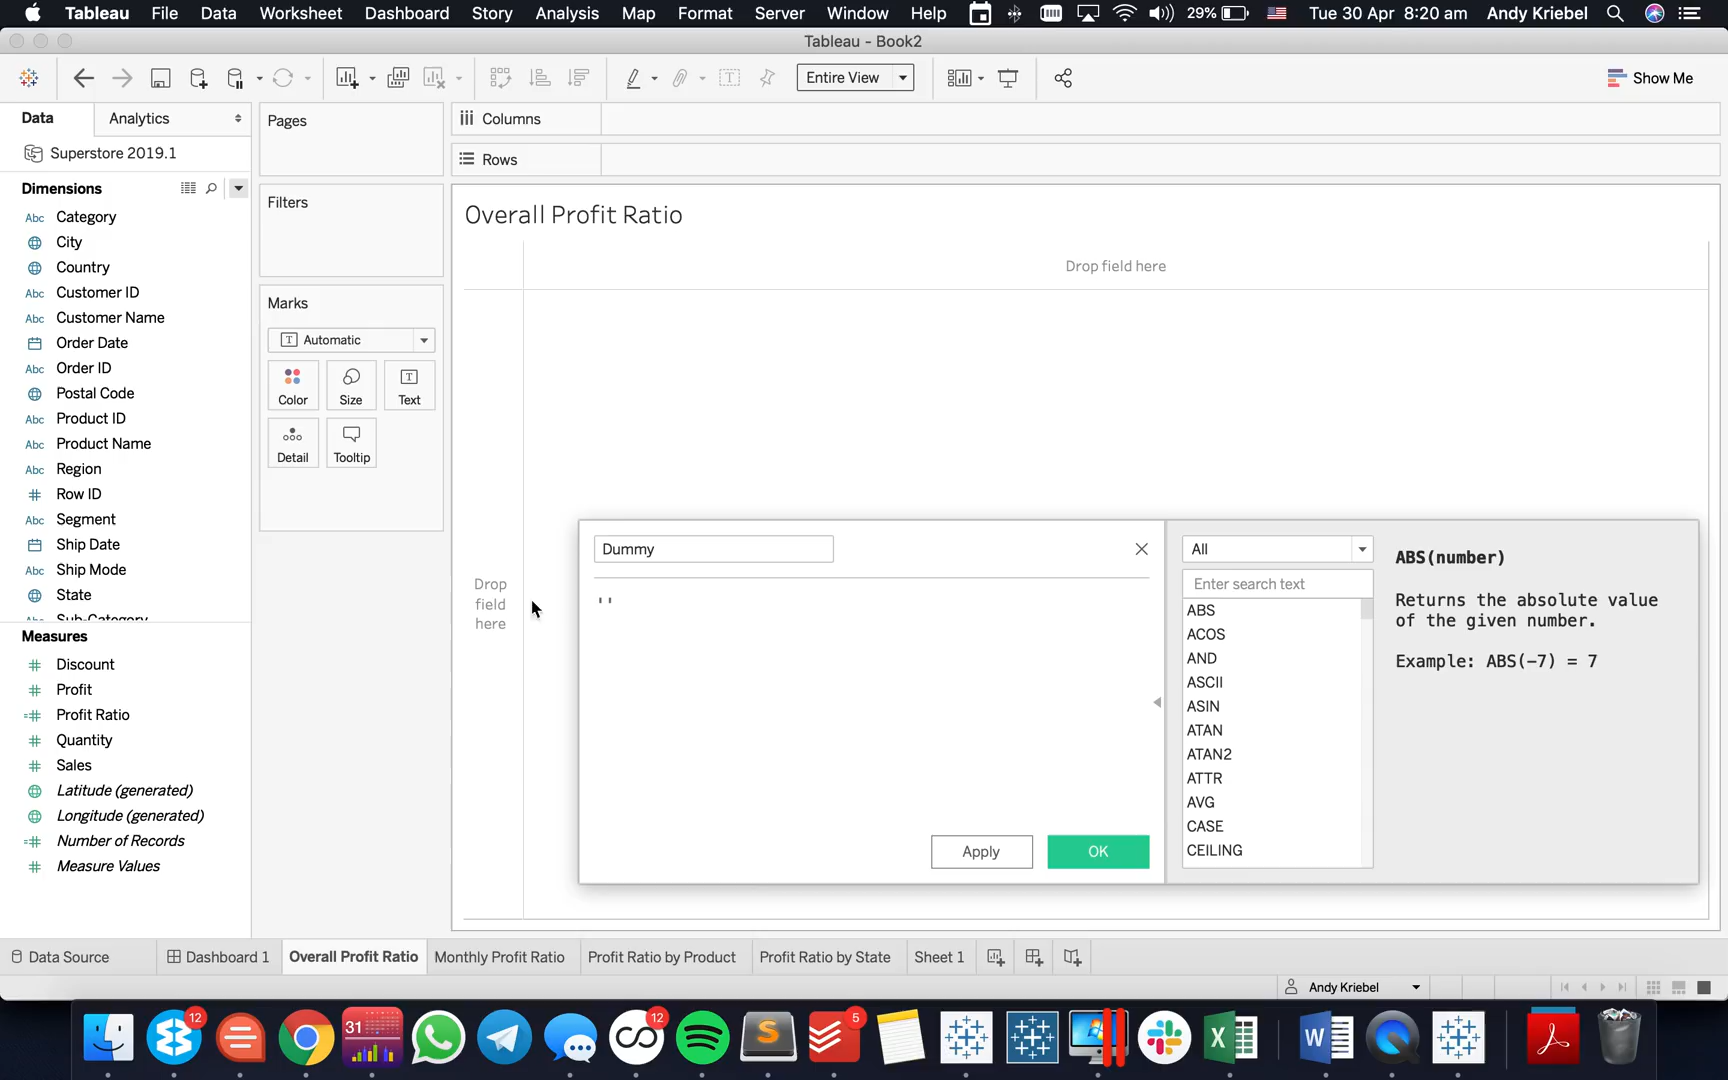 Tableau File Data Worksheet Dashboard Story Analysis Map Format Server Window Help 29% Tue 30 Apr 8:20 am Andy Kriebel
Tableau - Book2
Entire View Show Me
Data Analytics
Superstore 2019.1
Dimensions
Abc Category
City
Country
Abc Customer ID
Abc Customer Name
Order Date
Abc Order ID
Postal Code
Abc Product ID
Abc Product Name
Abc Region
Row ID
Abc Segment
Ship Date
Abc Ship Mode
State
Sub-Category
Measures
Discount
Profit
Profit Ratio
Quantity
Sales
Latitude (generated)
Longitude (generated)
Number of Records
Measure Values
Pages
Filters
Marks
Automatic
Color Size Text
Detail Tooltip
Columns
Rows
Overall Profit Ratio
Drop field here
Drop
field
here
Dummy
' '
Apply OK
All
Enter search text
ABS
ACOS
AND
ASCII
ASIN
ATAN
ATAN2
ATTR
AVG
CASE
CEILING
ABS(number)
Returns the absolute value
of the given number.
Example: ABS(-7) = 7
Data Source Dashboard 1 Overall Profit Ratio Monthly Profit Ratio Profit Ratio by Product Profit Ratio by State Sheet 1
Andy Kriebel
12 31 12 5